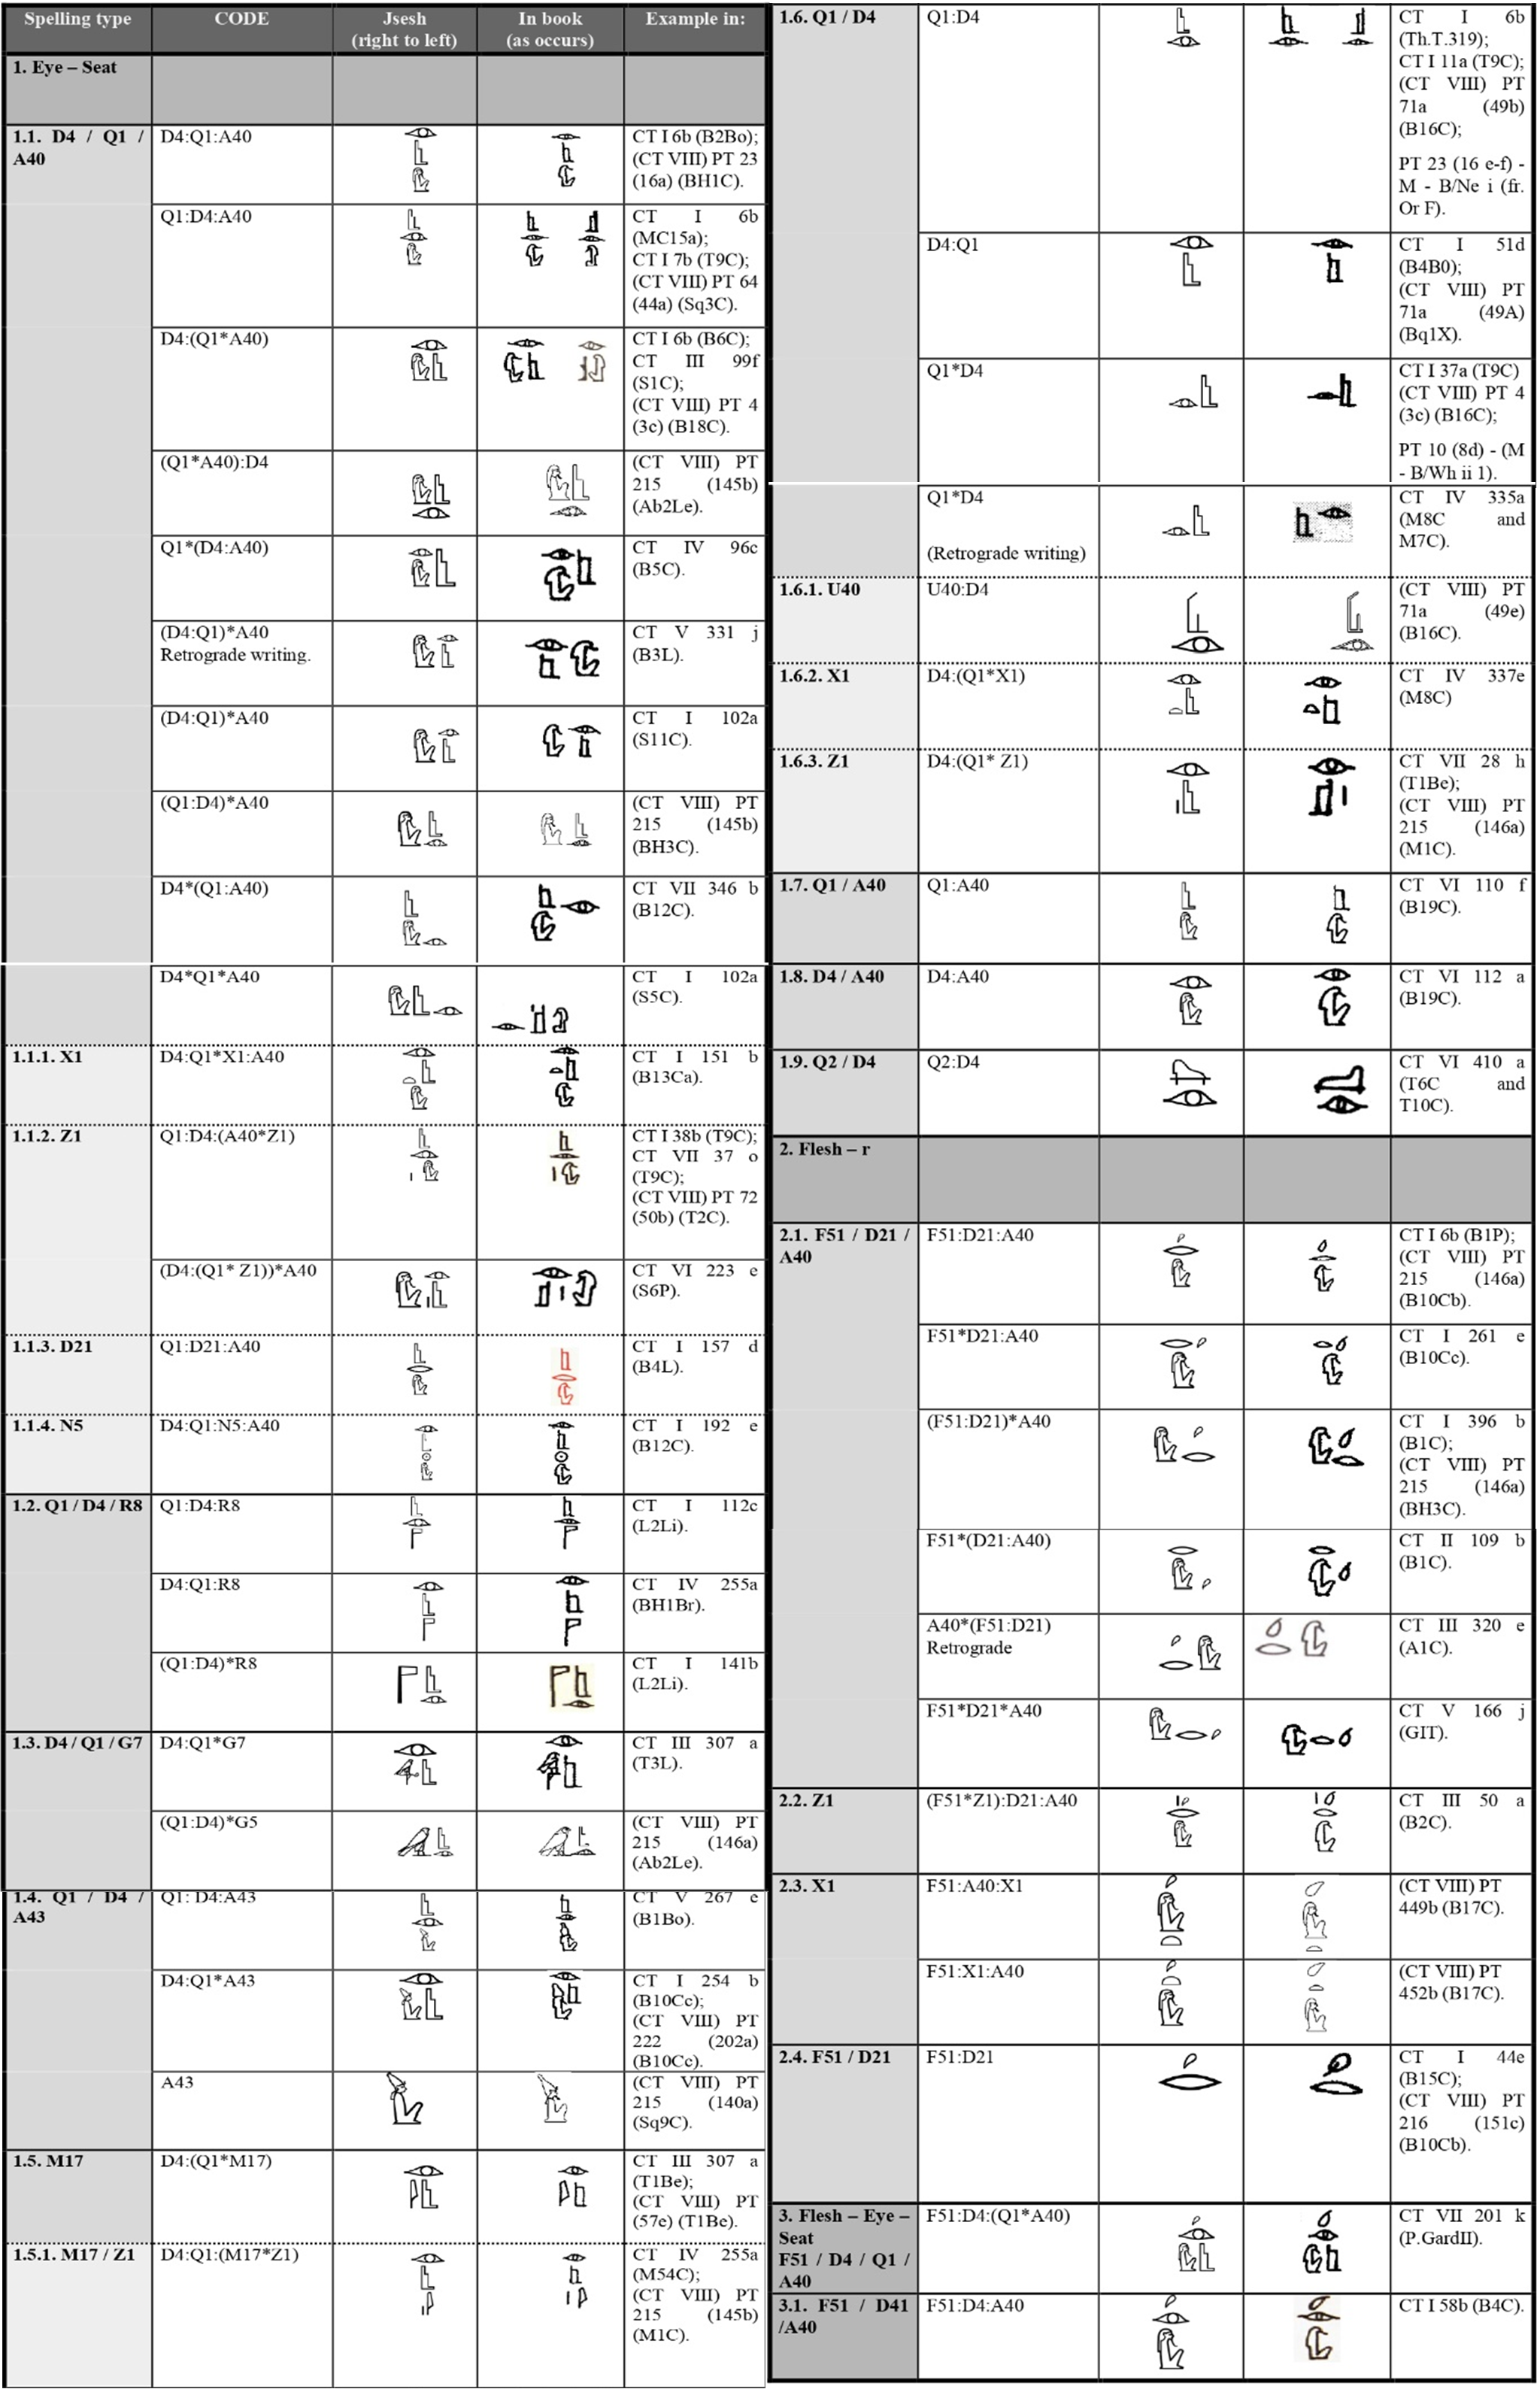 Spelling type CODE Jsesh In book Example in:
(right to left) (as occurs)
1. Eye – Seat
1.1. D4 / Q1 / D4:Q1:A40 CT I 6b (B2Bo);
A40 (CT VIII) PT 23
(16a) (BH1C).
Q1:D4:A40 CT I 6b
(MC15a);
CT I 7b (T9C);
(CT VIII) PT 64
(44a) (Sq3C).
D4:(Q1*A40) CT I 6b (B6C);
CT III 99f
(S1C);
(CT VIII) PT 4
(3c) (B18C).
(Q1*A40):D4 (CT VIII) PT
215 (145b)
(Ab2Le).
Q1*(D4:A40) CT IV 96c
(B5C).
(D4:Q1)*A40 CT V 331 j
Retrograde writing. (B3L).
(D4:Q1)*A40 CT I 102a
(S11C).
(Q1:D4)*A40 (CT VIII) PT
215 (145b)
(BH3C).
D4*(Q1:A40) CT VII 346 b
(B12C).
D4*Q1*A40 CT I 102a
(S5C).
1.1.1. X1 D4:Q1*X1:A40 CT I 151 b
(B13Ca).
1.1.2. Z1 Q1:D4:(A40*Z1) CT I 38b (T9C);
CT VII 37 o
(T9C);
(CT VIII) PT 72
(50b) (T2C).
(D4:(Q1* Z1))*A40 CT VI 223 e
(S6P).
1.1.3. D21 Q1:D21:A40 CT I 157 d
(B4L).
1.1.4. N5 D4:Q1:N5:A40 CT I 192 e
(B12C).
1.2. Q1 / D4 / R8 Q1:D4:R8 CT I 112c
(L2Li).
D4:Q1:R8 CT IV 255a
(BH1Br).
(Q1:D4)*R8 CT I 141b
(L2Li).
1.3. D4 / Q1 / G7 D4:Q1*G7 CT III 307 a
(T3L).
(Q1:D4)*G5 (CT VIII) PT
215 (146a)
(Ab2Le).
1.4. Q1 / D4 / Q1: D4:A43 CT V 267 e
A43 (B1Bo).
D4:Q1*A43 CT I 254 b
(B10Cc);
(CT VIII) PT
222 (202a)
(B10Cc).
A43 (CT VIII) PT
215 (140a)
(Sq9C).
1.5. M17 D4:(Q1*M17) CT III 307 a
(T1Be);
(CT VIII) PT
(57e) (T1Be).
1.5.1. M17 / Z1 D4:Q1:(M17*Z1) CT IV 255a
(M54C);
(CT VIII) PT
215 (145b)
(M1C).
1.6. Q1 / D4 Q1:D4 CT I 6b
(Th.T.319);
CT I 11a (T9C);
(CT VIII) PT
71a (49b)
(B16C);
PT 23 (16 e-f) -
M - B/Ne i (fr.
Or F).
D4:Q1 CT I 51d
(B4B0);
(CT VIII) PT
71a (49A)
(Bq1X).
Q1*D4 CT I 37a (T9C)
(CT VIII) PT 4
(3c) (B16C);
PT 10 (8d) - (M
- B/Wh ii 1).
Q1*D4 CT IV 335a
(M8C and
(Retrograde writing) M7C).
1.6.1. U40 U40:D4 (CT VIII) PT
71a (49e)
(B16C).
1.6.2. X1 D4:(Q1*X1) CT IV 337e
(M8C)
1.6.3. Z1 D4:(Q1* Z1) CT VII 28 h
(T1Be);
(CT VIII) PT
215 (146a)
(M1C).
1.7. Q1 / A40 Q1:A40 CT VI 110 f
(B19C).
1.8. D4 / A40 D4:A40 CT VI 112 a
(B19C).
1.9. Q2 / D4 Q2:D4 CT VI 410 a
(T6C and
T10C).
2. Flesh – r
2.1. F51 / D21 / F51:D21:A40 CT I 6b (B1P);
A40 (CT VIII) PT
215 (146a)
(B10Cb).
F51*D21:A40 CT I 261 e
(B10Cc).
(F51:D21)*A40 CT I 396 b
(B1C);
(CT VIII) PT
215 (146a)
(BH3C).
F51*(D21:A40) CT II 109 b
(B1C).
A40*(F51:D21) CT III 320 e
Retrograde (A1C).
F51*D21*A40 CT V 166 j
(GIT).
2.2. Z1 (F51*Z1):D21:A40 CT III 50 a
(B2C).
2.3. X1 F51:A40:X1 (CT VIII) PT
449b (B17C).
F51:X1:A40 (CT VIII) PT
452b (B17C).
2.4. F51 / D21 F51:D21 CT I 44e
(B15C);
(CT VIII) PT
216 (151c)
(B10Cb).
3. Flesh – Eye – F51:D4:(Q1*A40) CT VII 201 k
Seat (P.GardII).
F51 / D4 / Q1 /
A40
3.1. F51 / D41 F51:D4:A40 CT I 58b (B4C).
/A40